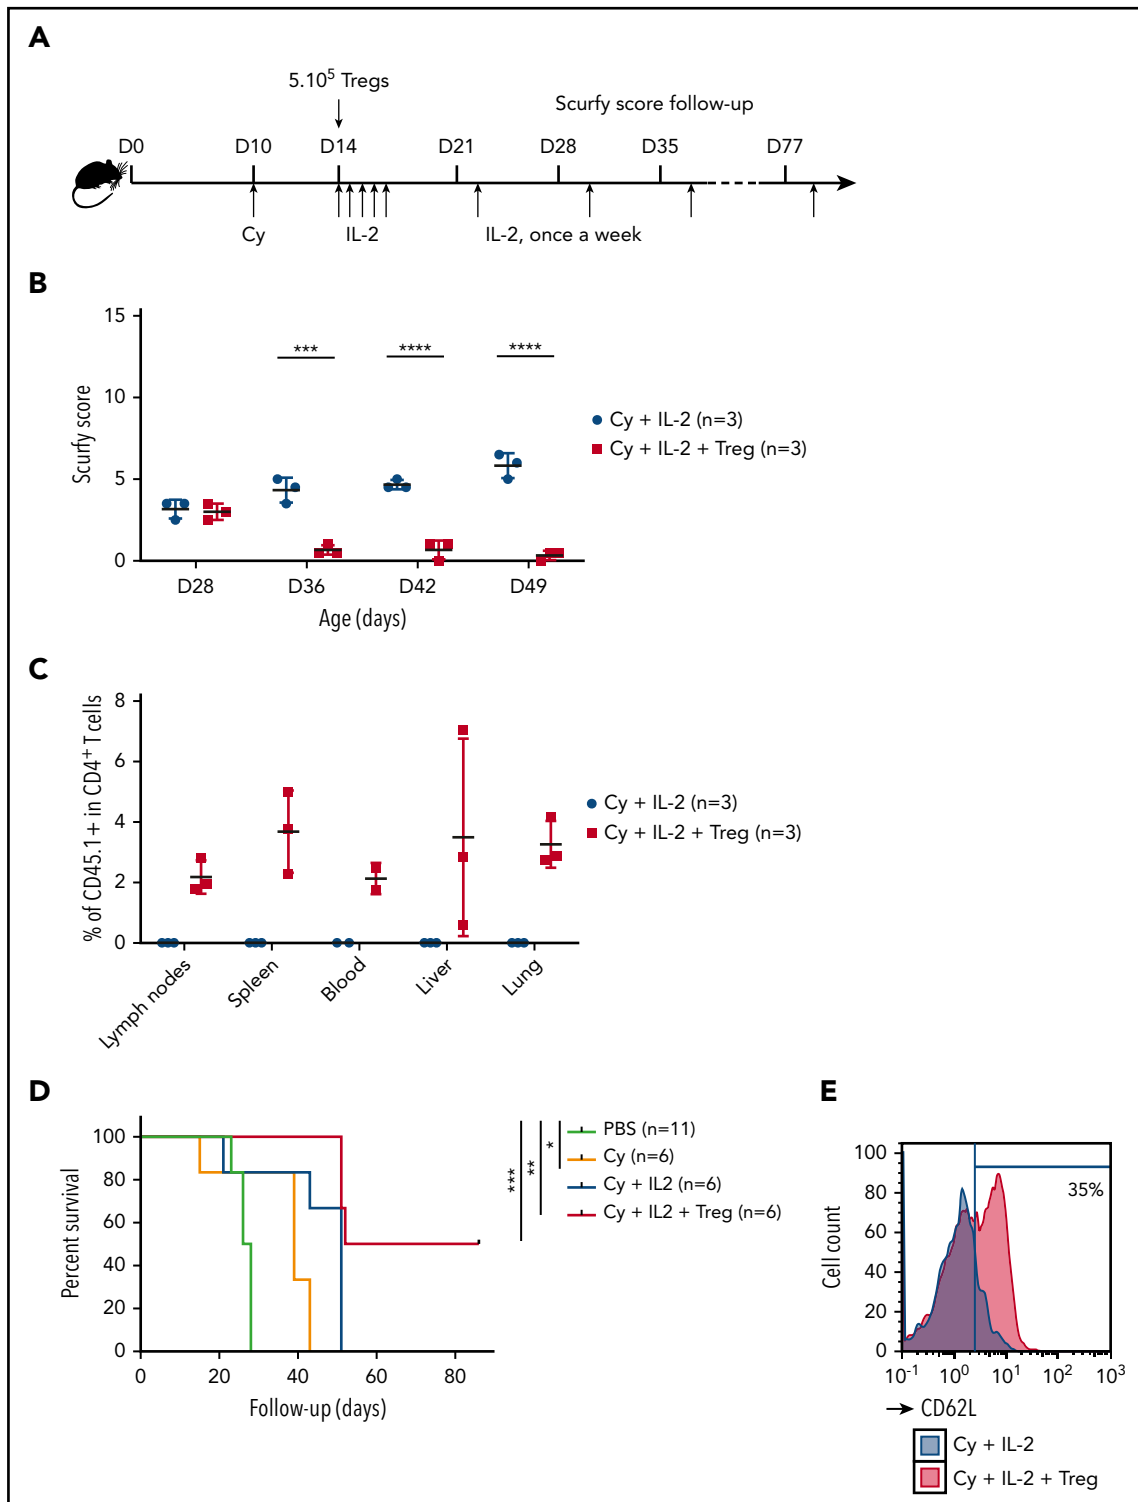 A
5.10⁵ Tregs
Scurfy score follow-up
D0 D10 D14 D21 D28 D35 D77
Cy IL-2 IL-2, once a week
B
Scurfy score
15
10
5
0
*** **** ****
Cy + IL-2 (n=3)
Cy + IL-2 + Treg (n=3)
D28 D36 D42 D49
Age (days)
C
% of CD45.1+ in CD4⁺ T cells
8
6
4
2
0
Cy + IL-2 (n=3)
Cy + IL-2 + Treg (n=3)
Lymph nodes Spleen Blood Liver Lung
D
Percent survival
100
80
60
40
20
0
0 20 40 60 80
Follow-up (days)
*** ** *
PBS (n=11)
Cy (n=6)
Cy + IL2 (n=6)
Cy + IL2 + Treg (n=6)
E
Cell count
100
80
60
40
20
0
35%
10⁻¹ 10⁰ 10¹ 10² 10³
CD62L
Cy + IL-2
Cy + IL-2 + Treg